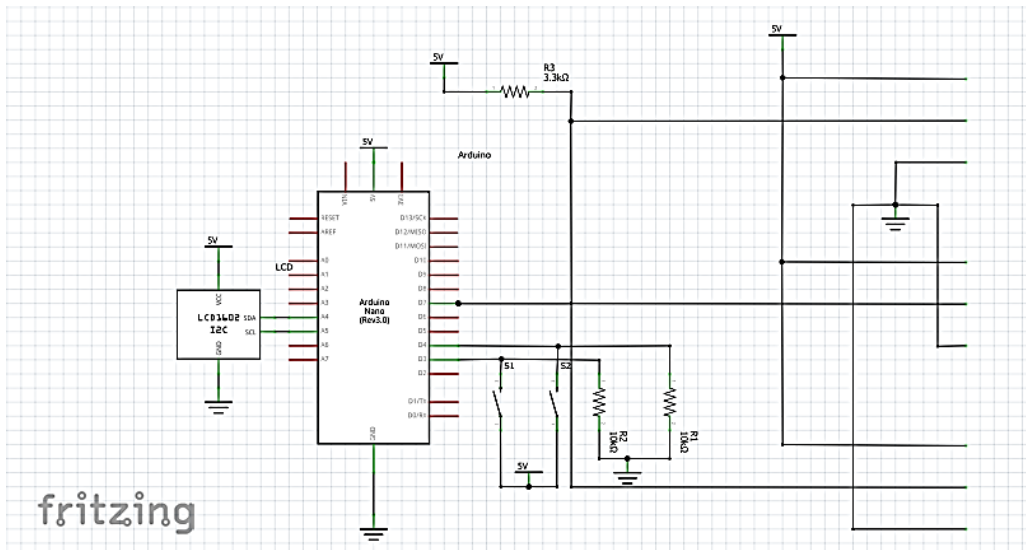 5V
5V
R3
3.3kΩ
Arduino
5V
VIN
5V
3V3
RESET
D13/SCK
AREF
D12/MISO
D11/MOSI
5V
LCD
A0
D10
A1
D9
A2
D8
VCC
Arduino
Nano
(Rev3.0)
A3
D7
LCD1602
I2C
SDA
SCL
GND
A4
D6
A5
D5
A6
D4
A7
D3
D2
S1
S2
D1/TX
D0/RX
GND
R2
10kΩ
R1
10kΩ
5V
fritzing